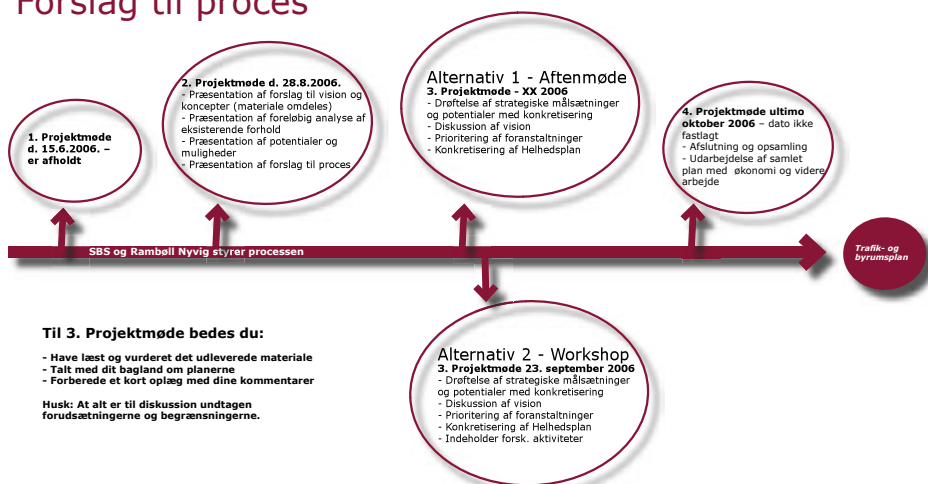 Forslag til proces
1. Projektmøde
d. 15.6.2006. –
er afholdt
2. Projektmøde d. 28.8.2006.
- Præsentation af forslag til vision og
koncepter (materiale omdeles)
- Præsentation af foreløbig analyse af
eksisterende forhold
- Præsentation af potentialer og
muligheder
- Præsentation af forslag til proces
Alternativ 1 - Aftenmøde
3. Projektmøde - XX 2006
- Drøftelse af strategiske målsætninger
og potentialer med konkretisering
- Diskussion af vision
- Prioritering af foranstaltninger
- Konkretisering af Helhedsplan
4. Projektmøde ultimo
oktober 2006 – dato ikke
fastlagt
- Afslutning og opsamling
- Udarbejdelse af samlet
plan med økonomi og videre
arbejde
SBS og Rambøll Nyvig styrer processen
Trafik- og
byrumsplan
Til 3. Projektmøde bedes du:
- Have læst og vurderet det udleverede materiale
- Talt med dit bagland om planerne
- Forberede et kort oplæg med dine kommentarer
Husk: At alt er til diskussion undtagen
forudsætningerne og begrænsningerne.
Alternativ 2 - Workshop
3. Projektmøde 23. september 2006
- Drøftelse af strategiske målsætninger
og potentialer med konkretisering
- Diskussion af vision
- Prioritering af foranstaltninger
- Konkretisering af Helhedsplan
- Indeholder forsk. aktiviteter